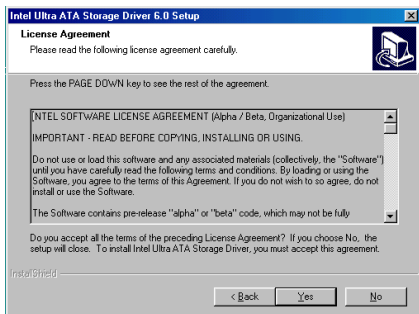 Intel Ultra ATA Storage Driver 6.0 Setup
License Agreement
Please read the following license agreement carefully.
Press the PAGE DOWN key to see the rest of the agreement.
INTEL SOFTWARE LICENSE AGREEMENT (Alpha / Beta, Organizational Use)
IMPORTANT - READ BEFORE COPYING, INSTALLING OR USING.
Do not use or load this software and any associated materials (collectively, the "Software")
until you have carefully read the following terms and conditions. By loading or using the
Software, you agree to the terms of this Agreement. If you do not wish to so agree, do not
install or use the Software.
The Software contains pre-release "alpha" or "beta" code, which may not be fully
Do you accept all the terms of the preceding License Agreement? If you choose No, the
setup will close. To install Intel Ultra ATA Storage Driver, you must accept this agreement.
InstallShield
< Back Yes No